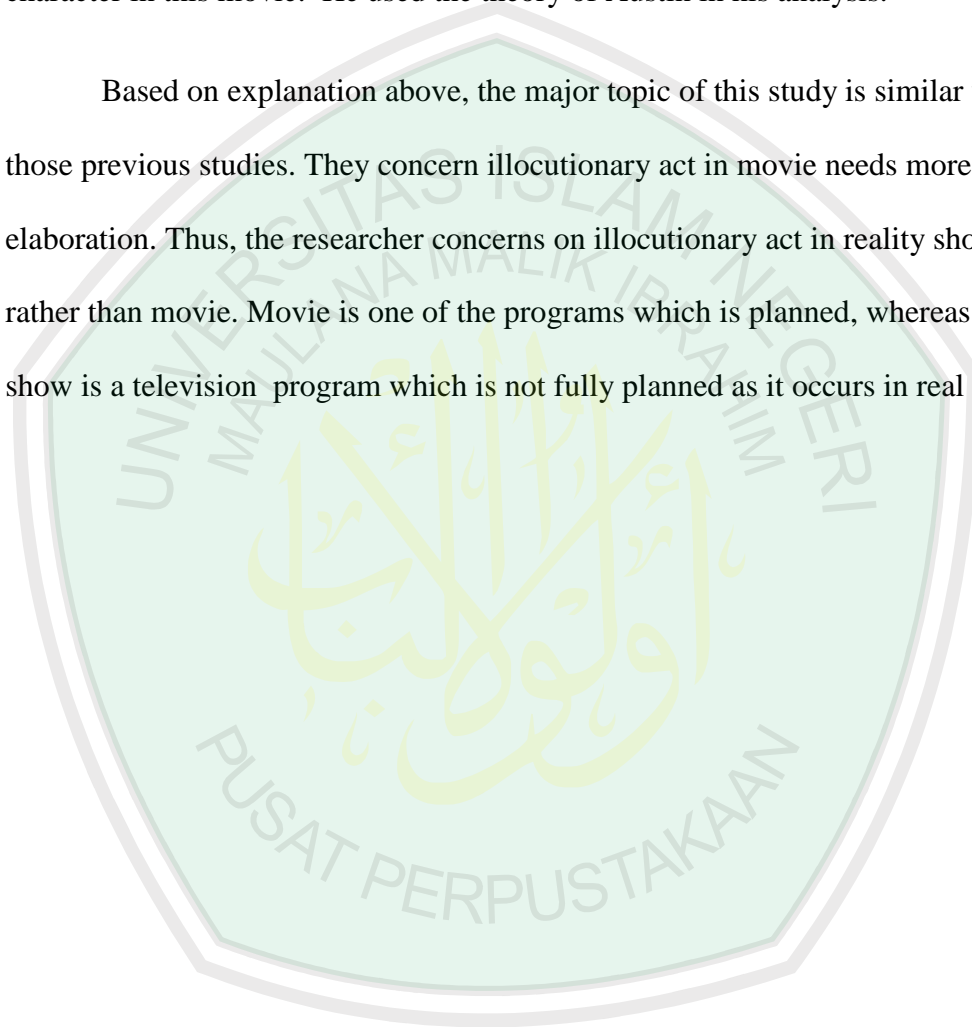 character in this movie. He used the theory of Austin in his analysis.
Based on explanation above, the major topic of this study is similar
those previous studies. They concern illocutionary act in movie needs more
elaboration. Thus, the researcher concerns on illocutionary act in reality sho
rather than movie. Movie is one of the programs which is planned, whereas
show is a television program which is not fully planned as it occurs in real
UNIVERSITAS ISLAM NEGERI
MAULANA MALIK IBRAHIM
PUSAT PERPUSTAKAAN